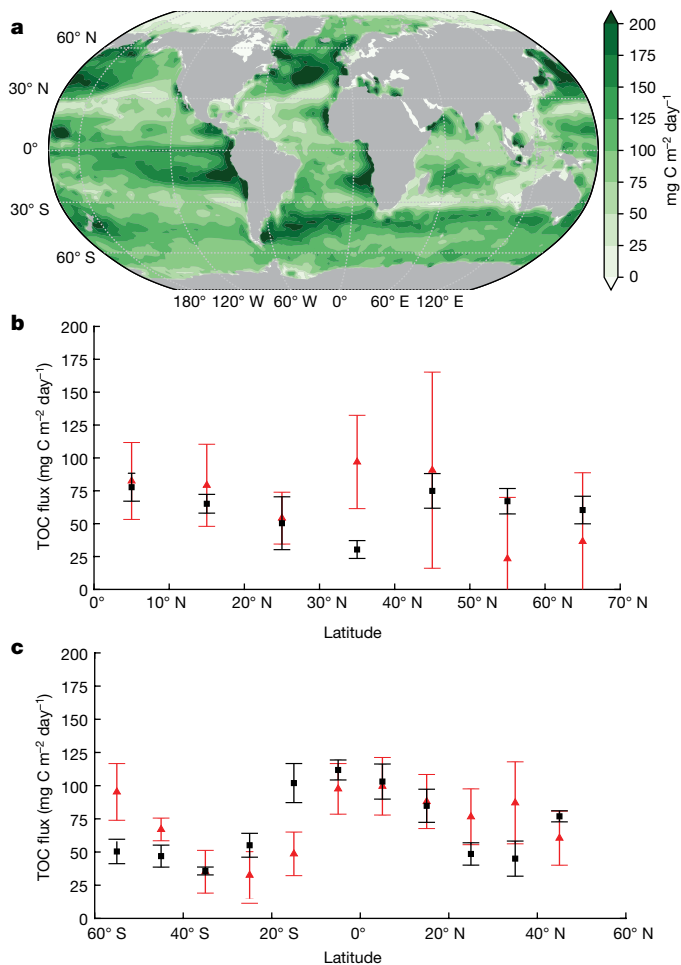 a
60° N
30° N
0°
30° S
60° S
180° 120° W 60° W 0° 60° E 120° E
200
175
150
125
100
75
50
25
0
mg C m⁻² day⁻¹
b
200
175
150
125
100
75
50
25
0
TOC flux (mg C m⁻² day⁻¹)
0° 10° N 20° N 30° N 40° N 50° N 60° N 70° N
Latitude
c
200
175
150
125
100
75
50
25
0
TOC flux (mg C m⁻² day⁻¹)
60° S 40° S 20° S 0° 20° N 40° N 60° N
Latitude